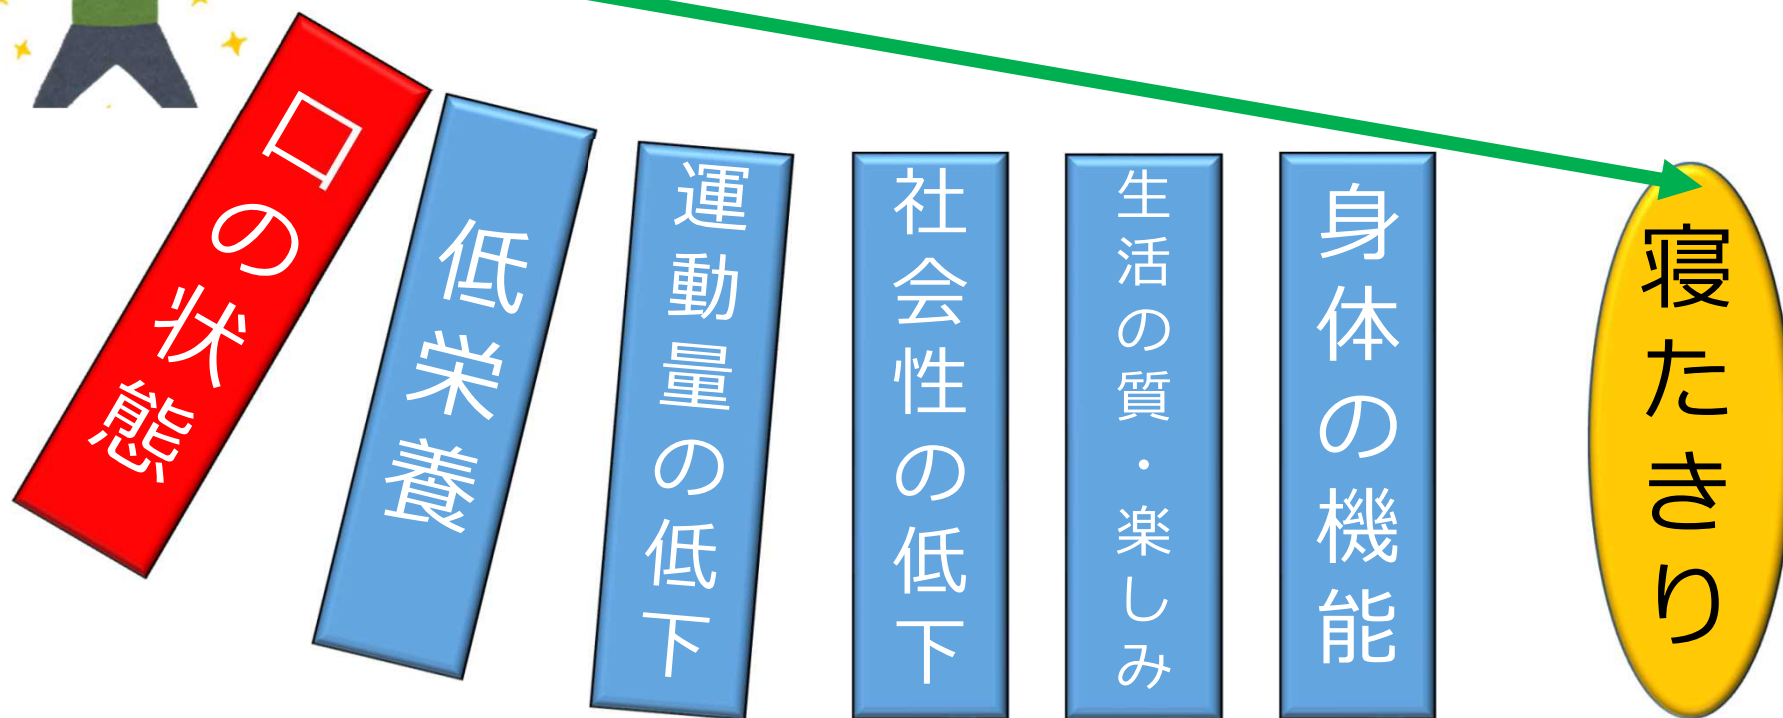 口の状態
低栄養
運動量の低下
社会性の低下
生活の質・楽しみ
身体の機能
寝たきり